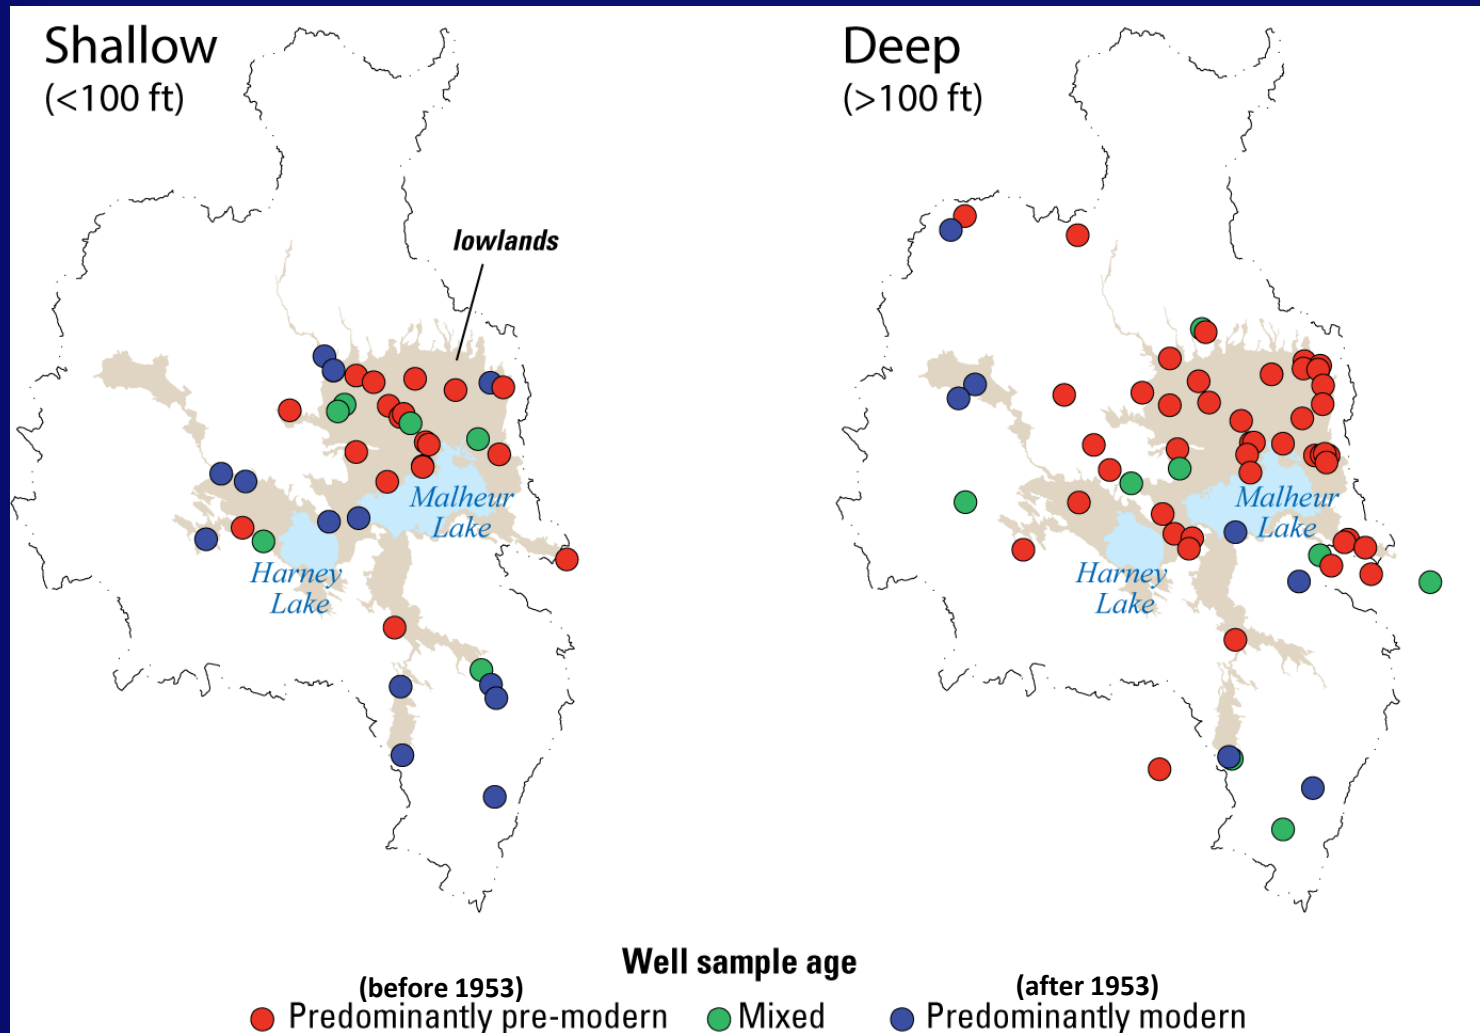 Shallow
(<100 ft)
lowlands
Malheur
Lake
Harney
Lake
Deep
(>100 ft)
Malheur
Lake
Harney
Lake
Well sample age
(before 1953)
(after 1953)
Predominantly pre-modern
Mixed
Predominantly modern